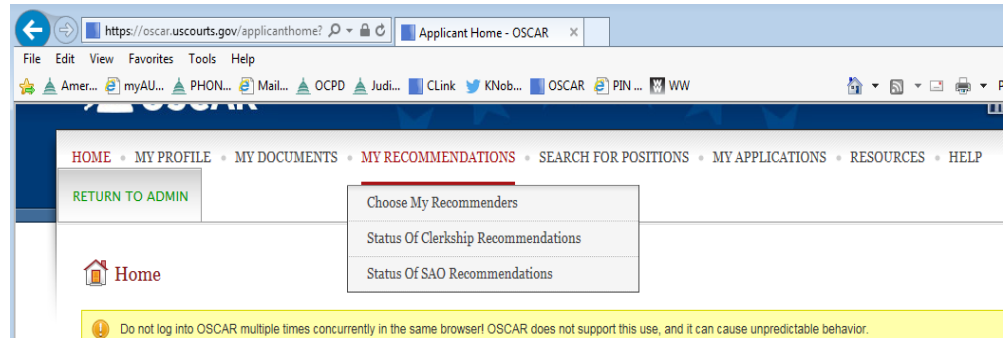 https://oscar.uscourts.gov/applicanthome? Applicant Home - OSCAR
File Edit View Favorites Tools Help
Amer... myAU... PHON... Mail... OCPD Judi... CLink KNob... OSCAR PIN ... WW P
OSCAR
HOME MY PROFILE MY DOCUMENTS MY RECOMMENDATIONS SEARCH FOR POSITIONS MY APPLICATIONS RESOURCES HELP
RETURN TO ADMIN
Choose My Recommenders
Status Of Clerkship Recommendations
Status Of SAO Recommendations
Home
Do not log into OSCAR multiple times concurrently in the same browser! OSCAR does not support this use, and it can cause unpredictable behavior.